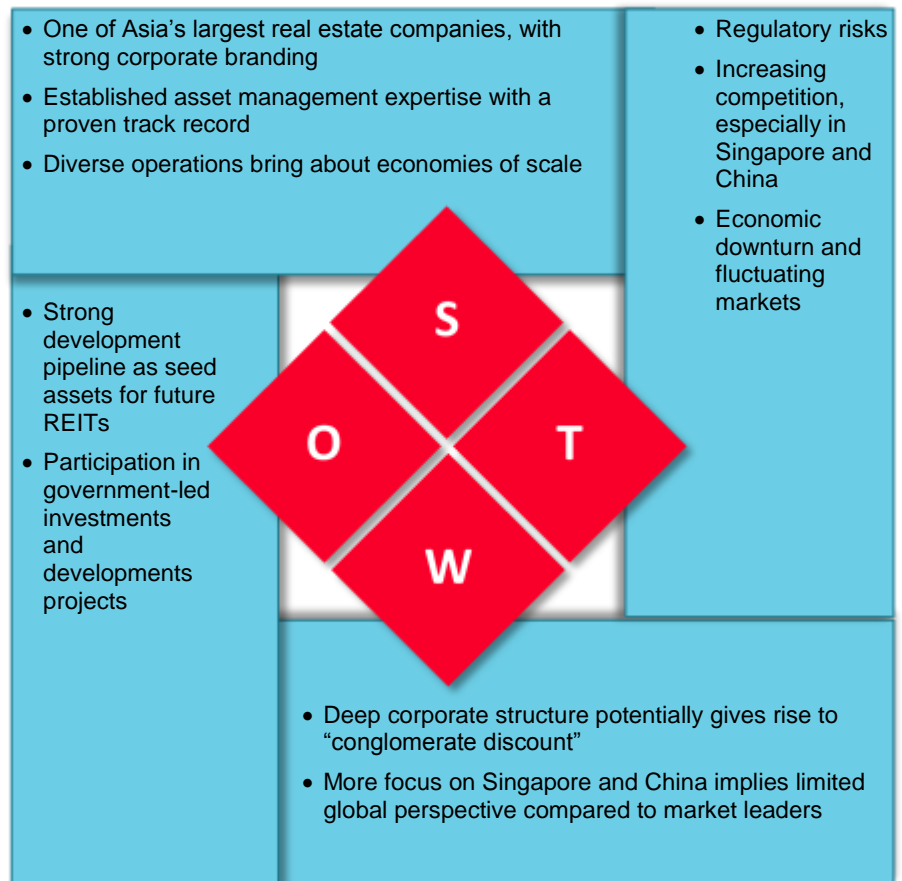 • One of Asia's largest real estate companies, with
strong corporate branding
• Established asset management expertise with a
proven track record
• Diverse operations bring about economies of scale
• Regulatory risks
• Increasing
competition,
especially in
Singapore and
China
• Economic
downturn and
fluctuating
markets
• Strong
development
pipeline as seed
assets for future
REITs
• Participation in
government-led
investments
and
developments
projects
S
O
T
W
• Deep corporate structure potentially gives rise to
“conglomerate discount”
• More focus on Singapore and China implies limited
global perspective compared to market leaders